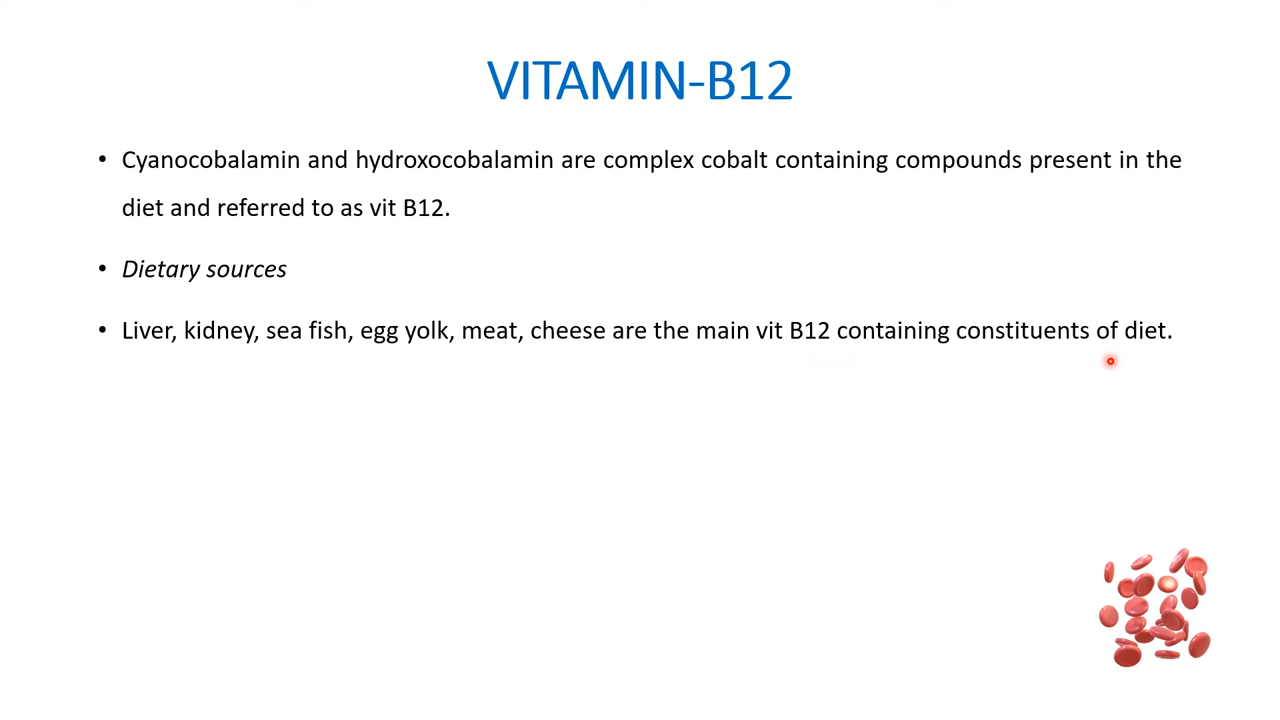 VITAMIN-B12
• Cyanocobalamin and hydroxocobalamin are complex cobalt containing compounds present in the
diet and referred to as vit B12.
• Dietary sources
• Liver, kidney, sea fish, egg yolk, meat, cheese are the main vit B12 containing constituents of diet.